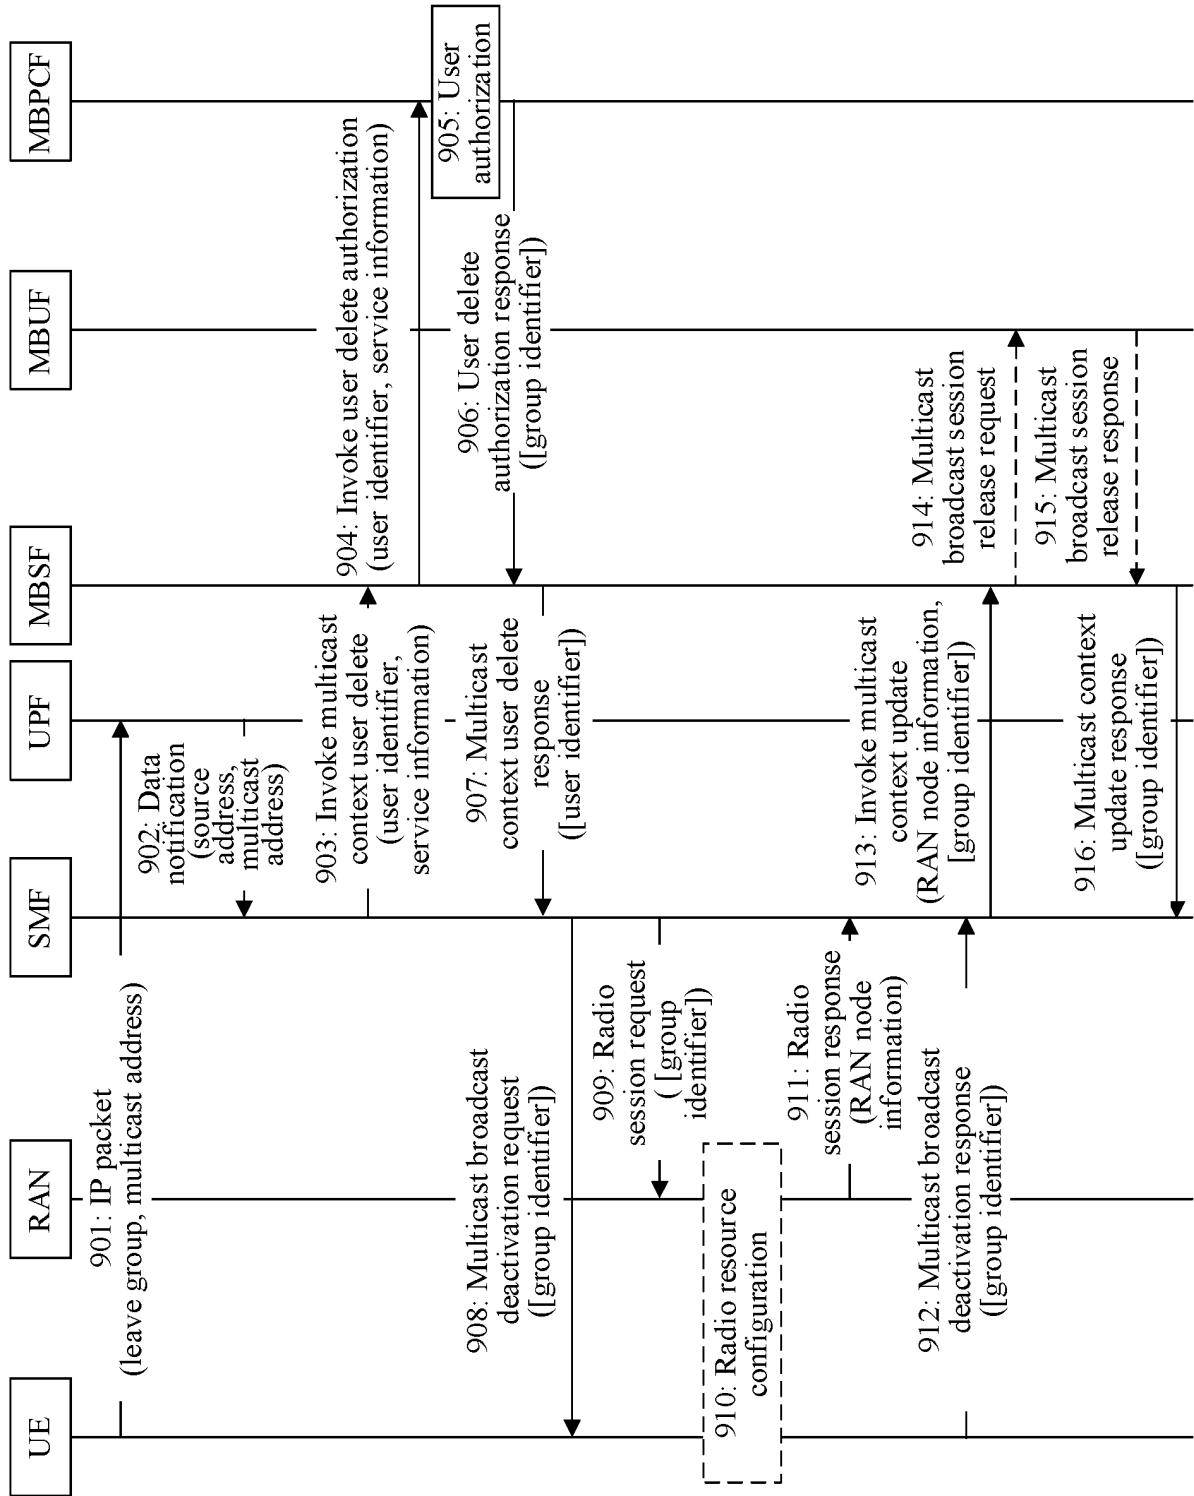 UE
RAN
SMF
UPF
MBSF
MBUF
MBPCF
901: IP packet
(leave group, multicast address)
902: Data
notification
(source
address,
multicast
address)
903: Invoke multicast
context user delete
(user identifier,
service information)
904: Invoke user delete authorization
(user identifier, service information)
905: User
authorization
906: User delete
authorization response
([group identifier])
907: Multicast
context user delete
response
([user identifier])
908: Multicast broadcast
deactivation request
([group identifier])
909: Radio
session request
( [group
identifier])
910: Radio resource
configuration
911: Radio
session response
(RAN node
information)
912: Multicast broadcast
deactivation response
([group identifier])
913: Invoke multicast
context update
(RAN node information,
[group identifier])
914: Multicast
broadcast session
release request
915: Multicast
broadcast session
release response
916: Multicast context
update response
([group identifier])